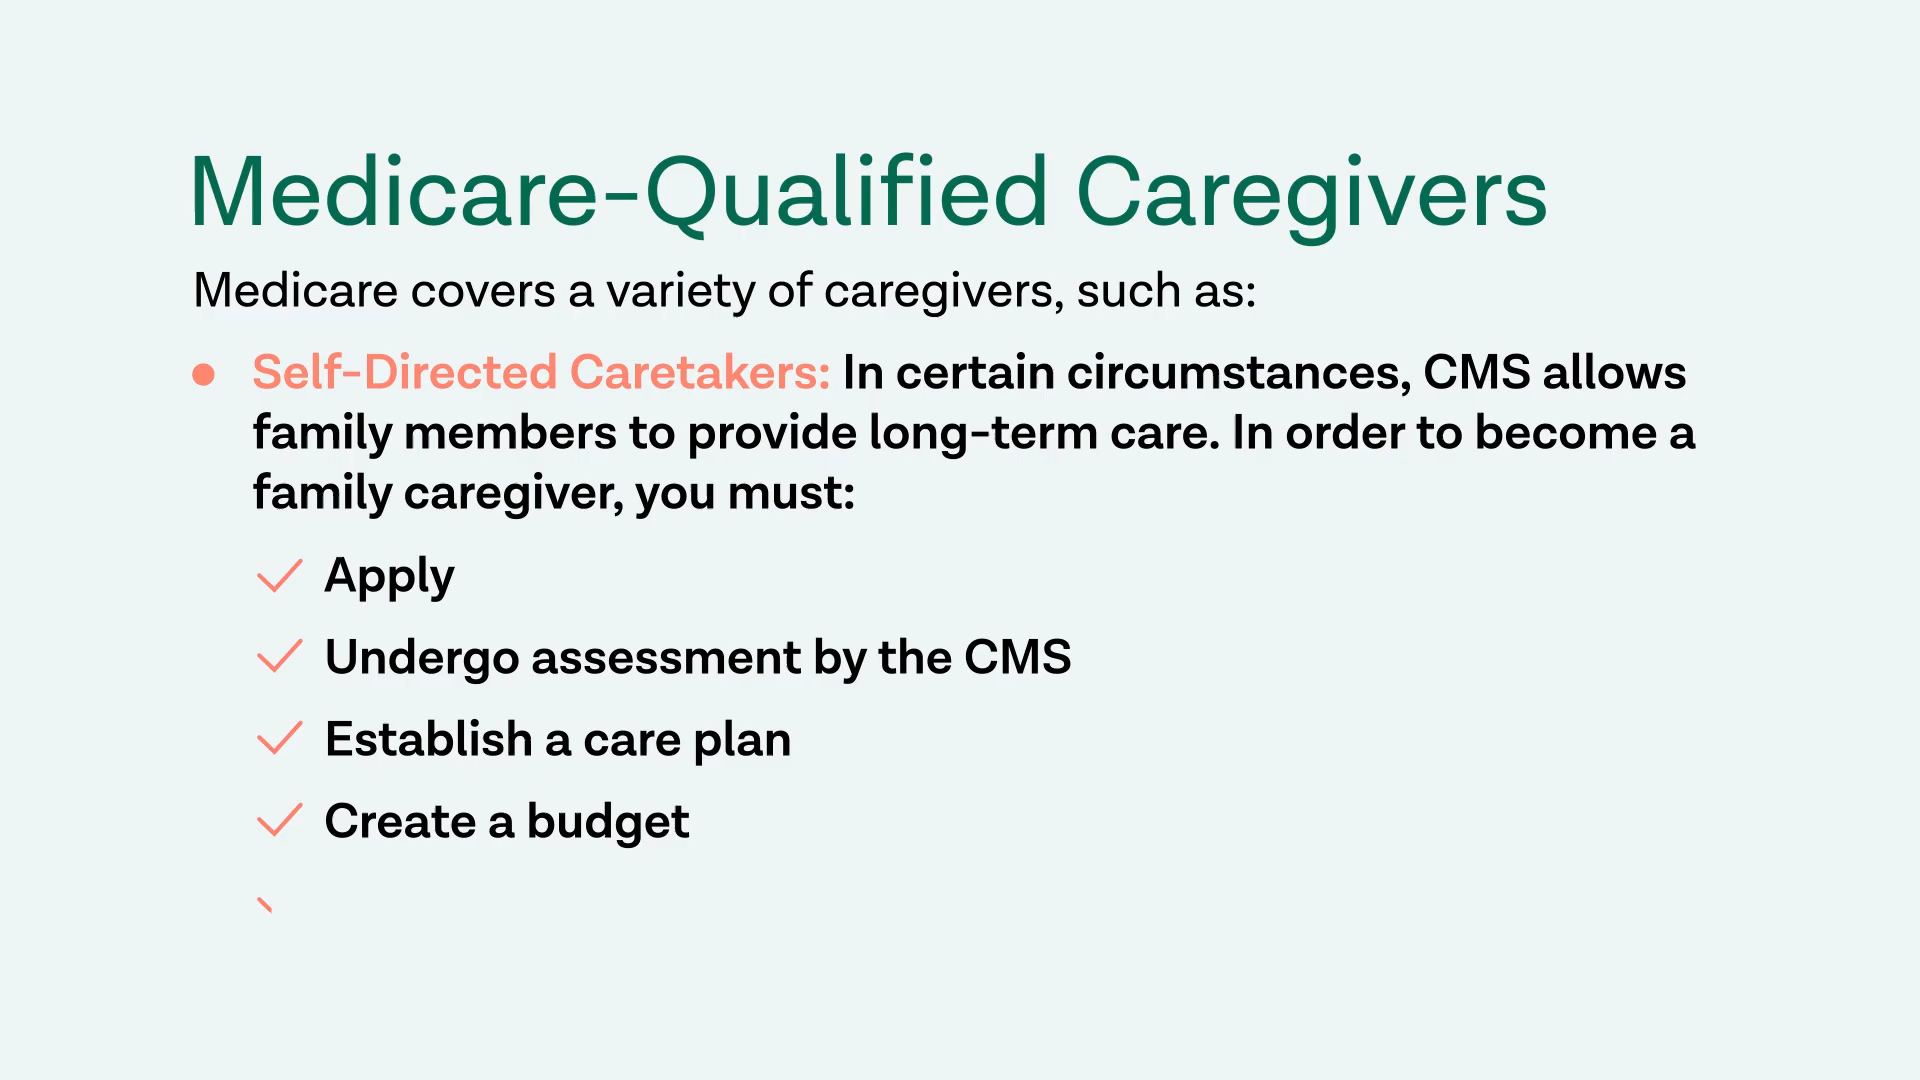 Medicare-Qualified Caregivers
Medicare covers a variety of caregivers, such as:
Self-Directed Caretakers: In certain circumstances, CMS allows
family members to provide long-term care. In order to become a
family caregiver, you must:
Apply
Undergo assessment by the CMS
Establish a care plan
Create a budget